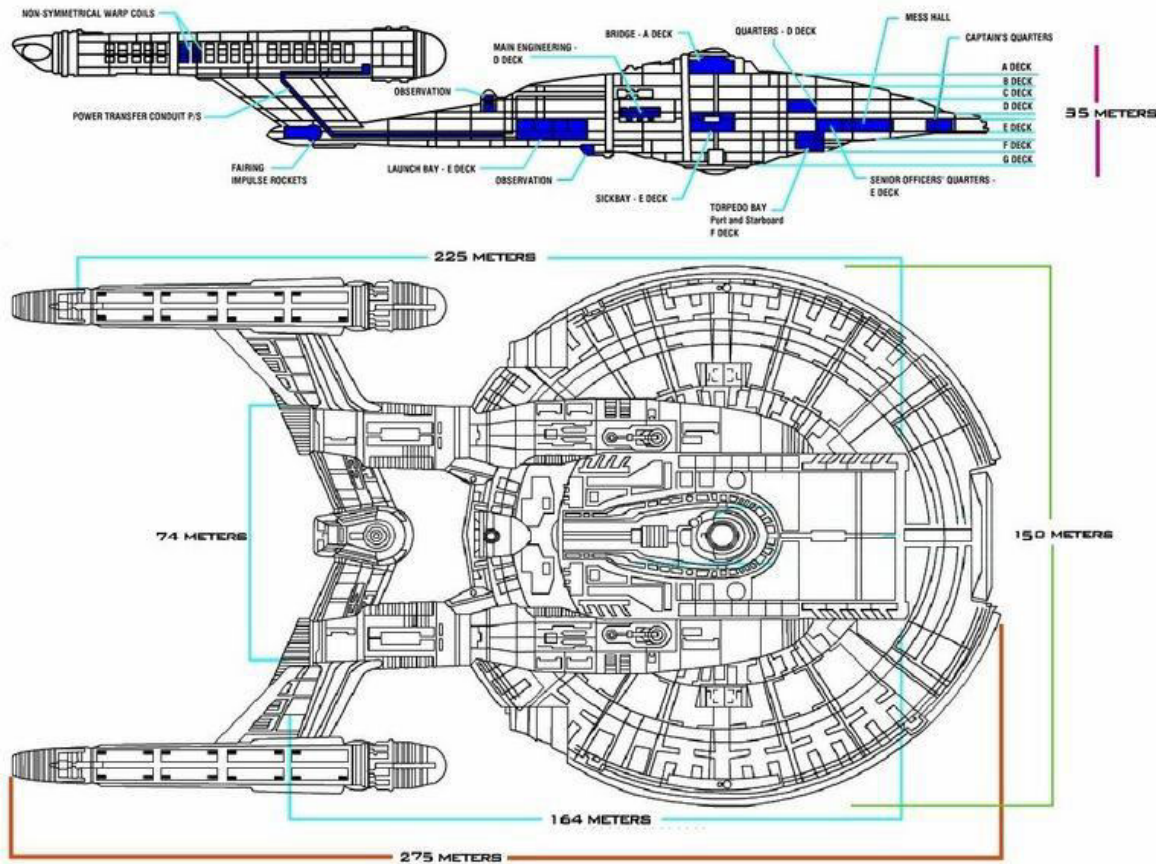 NON-SYMMETRICAL WARP COILS
MESS HALL
BRIDGE - A DECK
QUARTERS - D DECK
CAPTAIN'S QUARTERS
MAIN ENGINEERING -
D DECK
A DECK
B DECK
C DECK
D DECK
E DECK
F DECK
G DECK
35 METERS
OBSERVATION
POWER TRANSFER CONDUIT P/S
FAIRING
IMPULSE ROCKETS
LAUNCH BAY - E DECK
OBSERVATION
SICKBAY - E DECK
TORPEDO BAY
Port and Starboard
F DECK
SENIOR OFFICERS' QUARTERS -
E DECK
225 METERS
74 METERS
150 METERS
164 METERS
275 METERS